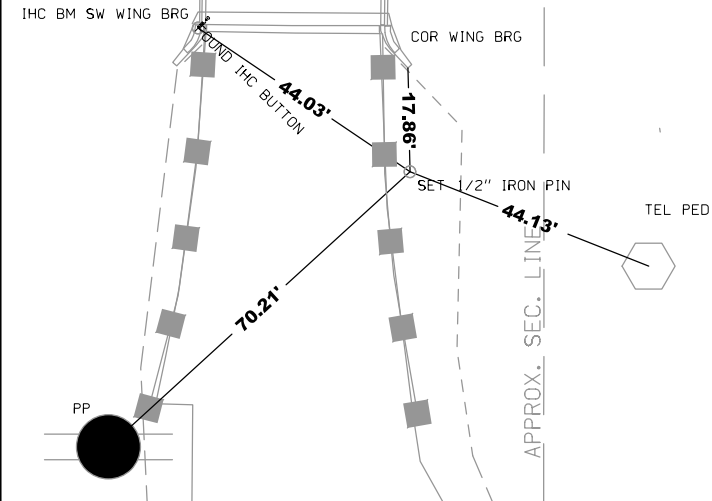 IHC BM SW WING BRG
COR WING BRG
FOUND IHC BUTTON
44.03'
17.86'
SET 1/2" IRON PIN
44.13'
TEL PED
APPROX. SEC. LINE
70.21'
PP